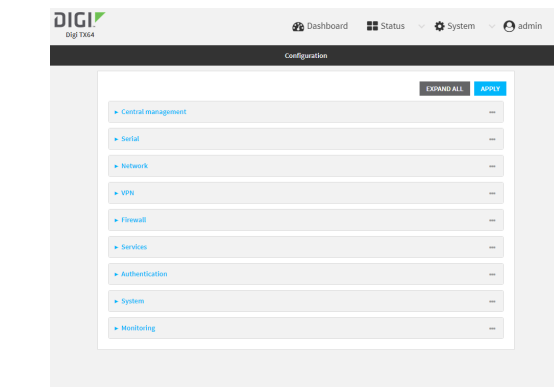 DIGI
Digi TX64
Dashboard Status System admin
Configuration
EXPAND ALL APPLY
Central management
Serial
Network
VPN
Firewall
Services
Authentication
System
Monitoring